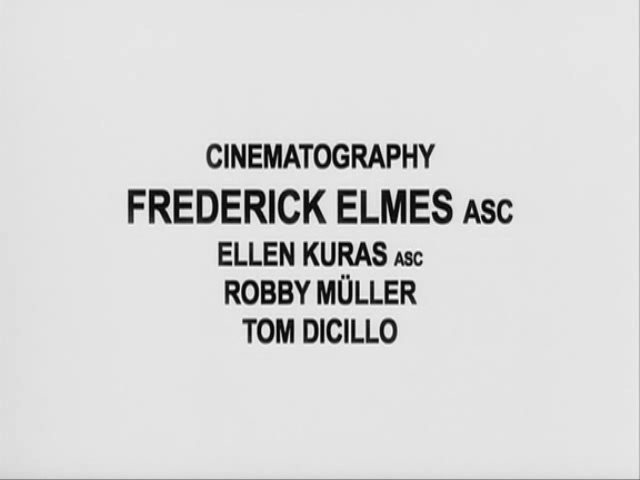 CINEMATOGRAPHY
FREDERICK ELMES ASC
ELLEN KURAS ASC
ROBBY MÜLLER
TOM DICILLO